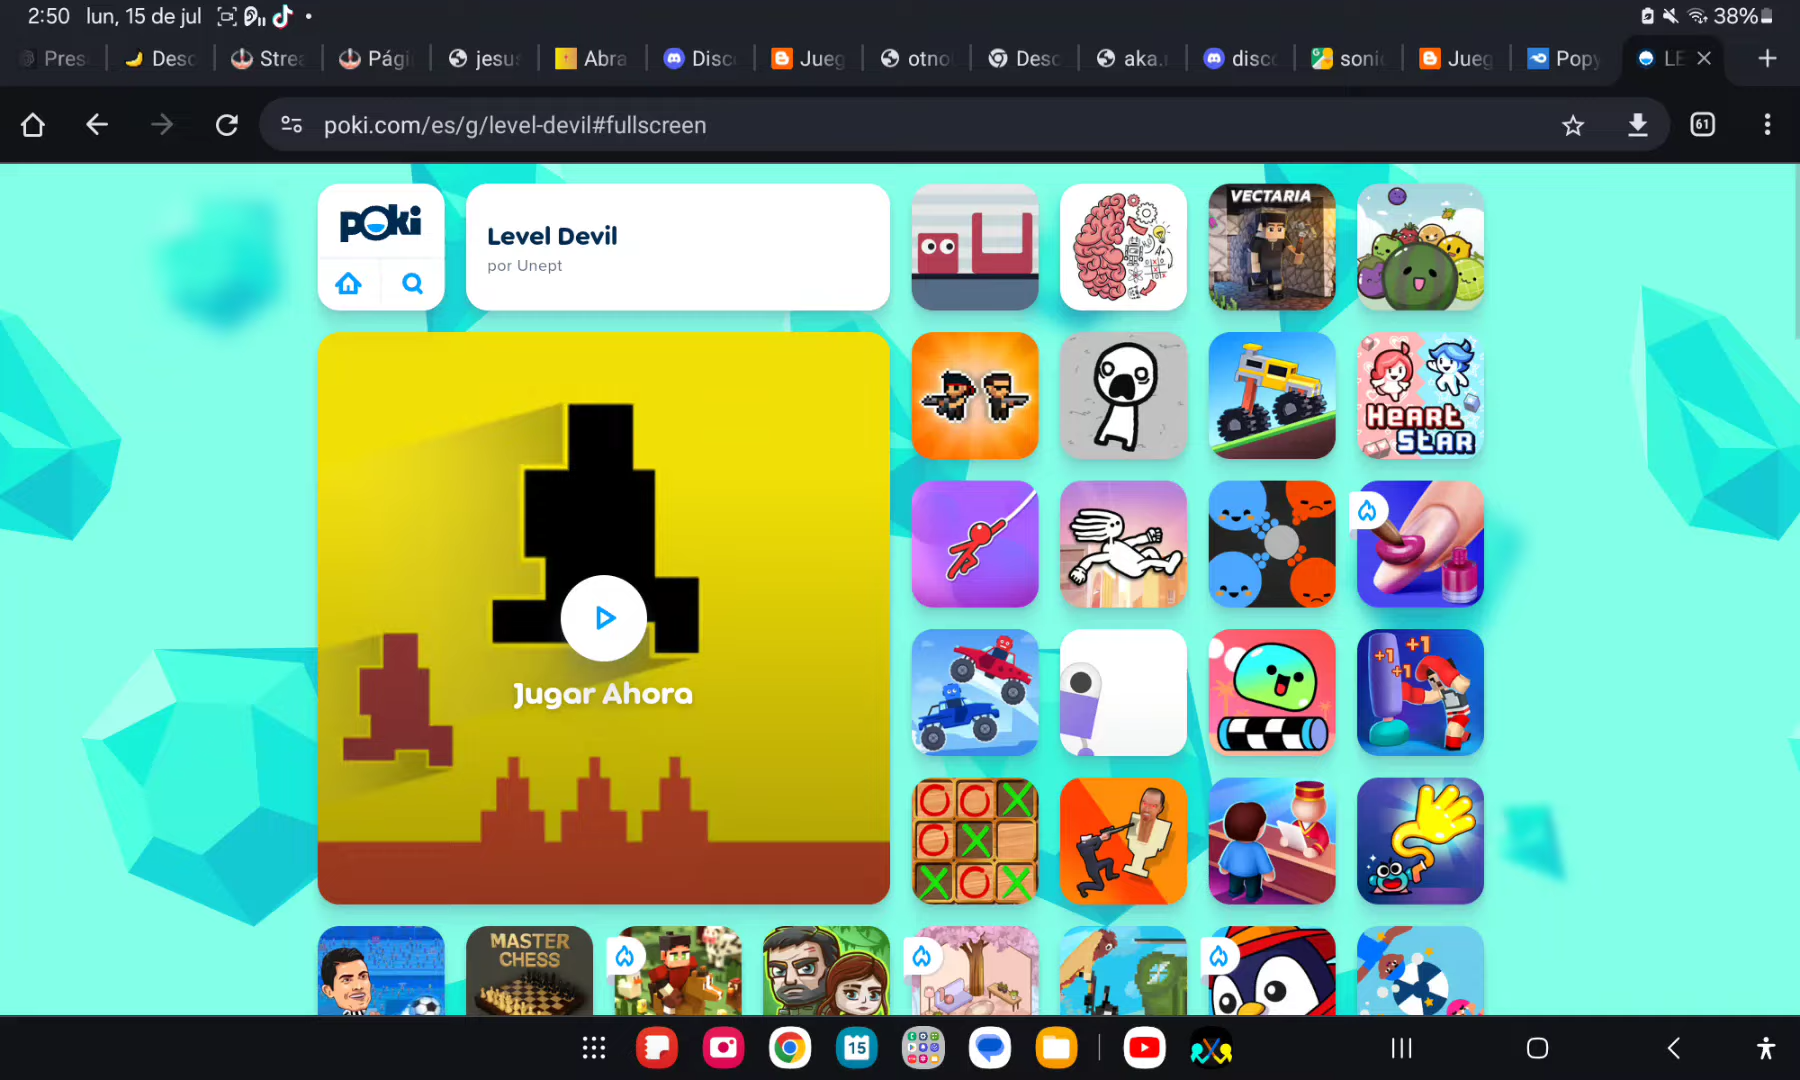 2:50 lun, 15 de jul
38%
Pres
Desc
Strea
Pági
jesus
Abra
Disc
Jueg
otno
Desc
aka.
disc
soni
Jueg
Popy
LE
poki.com/es/g/level-devil#fullscreen
61
poki
Level Devil
por Unept
VECTARIA
HEART
STAR
Jugar Ahora
+1
+1
+1
MASTER
CHESS
15